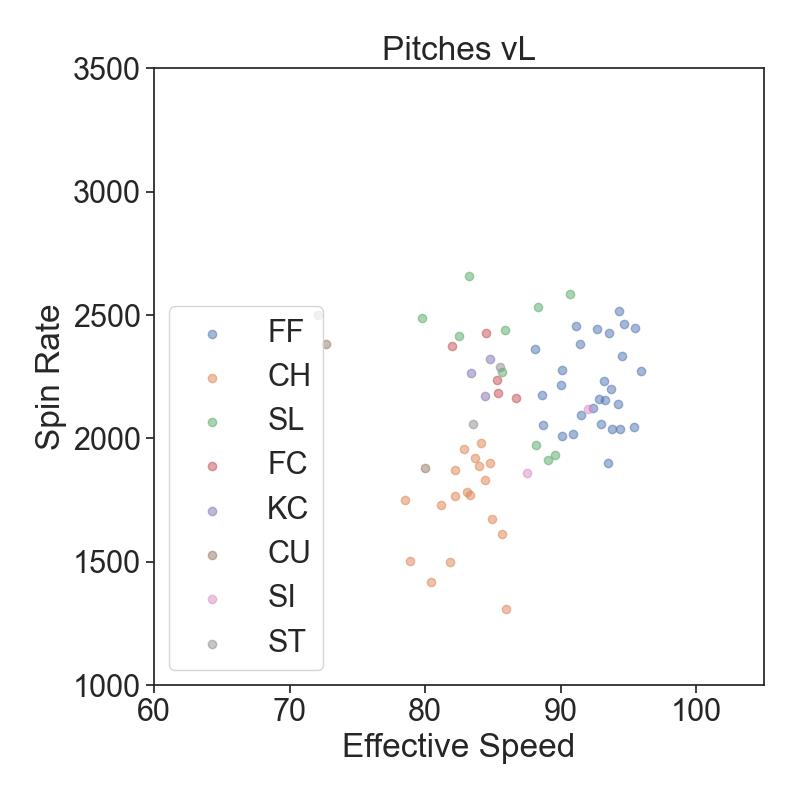 Pitches vL
3500
3000
2500
2000
1500
1000
Spin Rate
FF
CH
SL
FC
KC
CU
SI
ST
60 70 80 90 100
Effective Speed